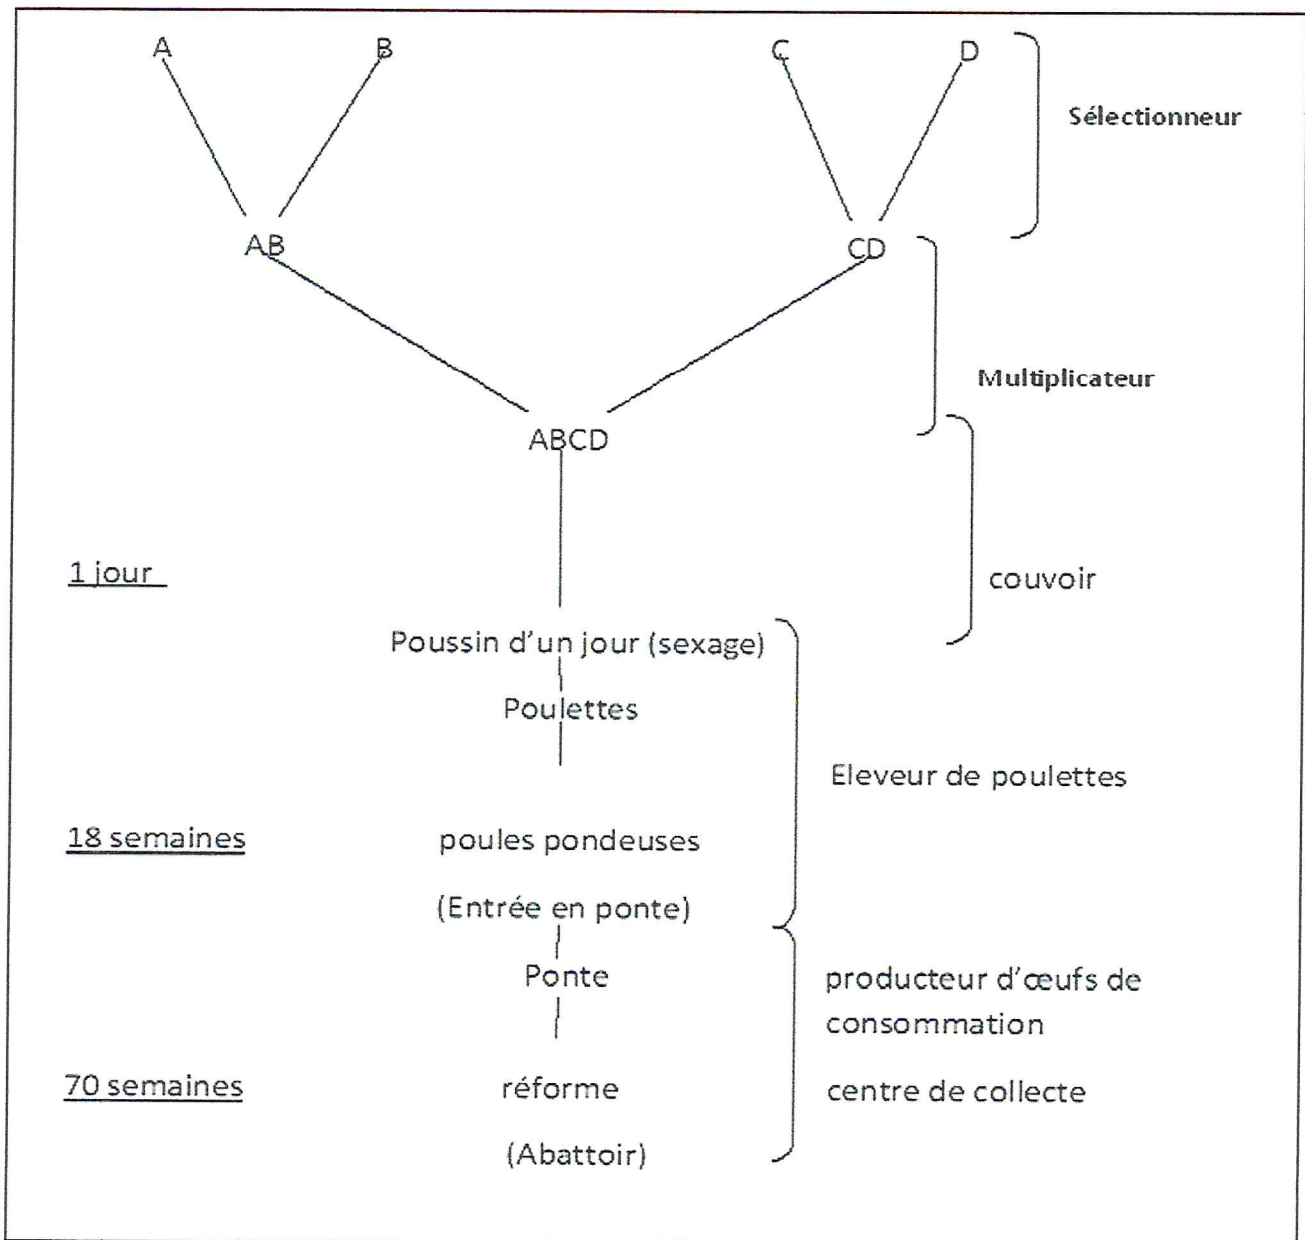 A B C D
Sélectionneur
AB CD
Multiplicateur
ABCD
1 jour
couvoir
Poussin d'un jour (sexage)
Poulettes
Eleveur de poulettes
18 semaines poules pondeuses
(Entrée en ponte)
Ponte producteur d'œufs de
consommation
70 semaines réforme centre de collecte
(Abattoir)